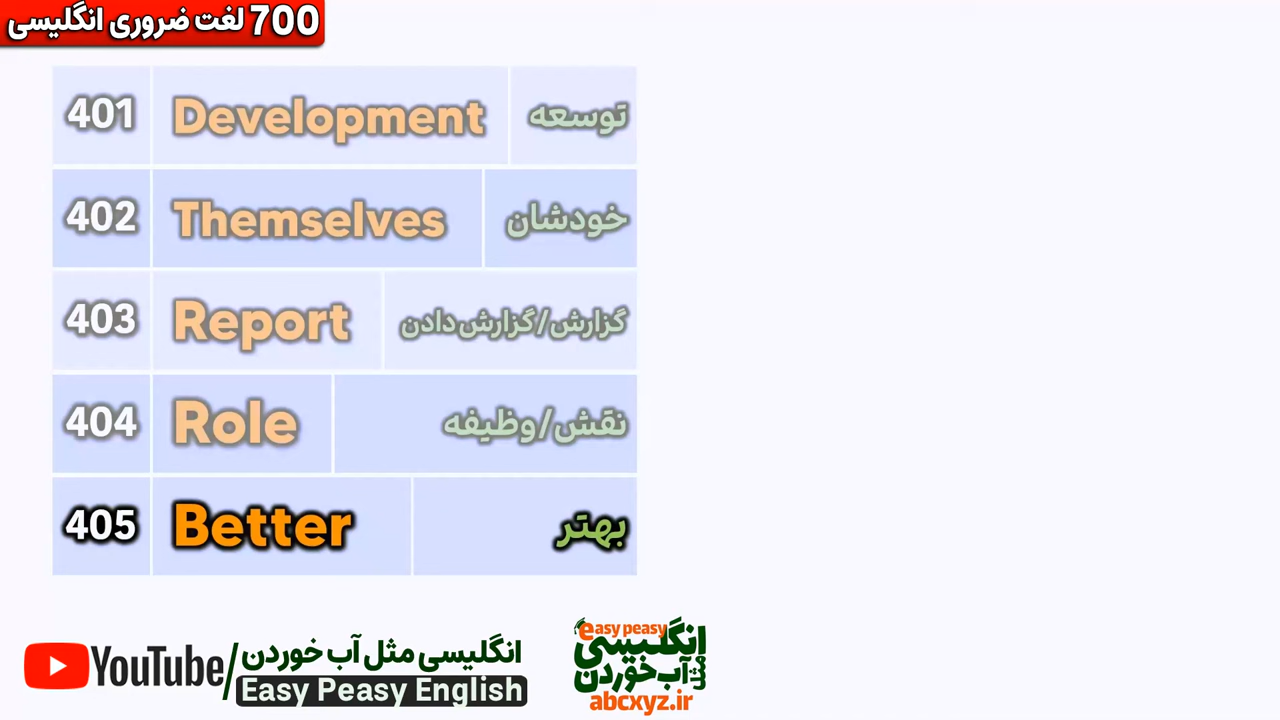 700 لغت ضروری انگلیسی
401 Development توسعه
402 Themselves خودشان
403 Report گزارش/گزارش دادن
404 Role نقش/وظیفه
405 Better بهتر
YouTube/انگلیسی مثل آب خوردن
Easy Peasy English
easy peasy
انگلیسی
مثل آب خوردن
abcxyz.ir